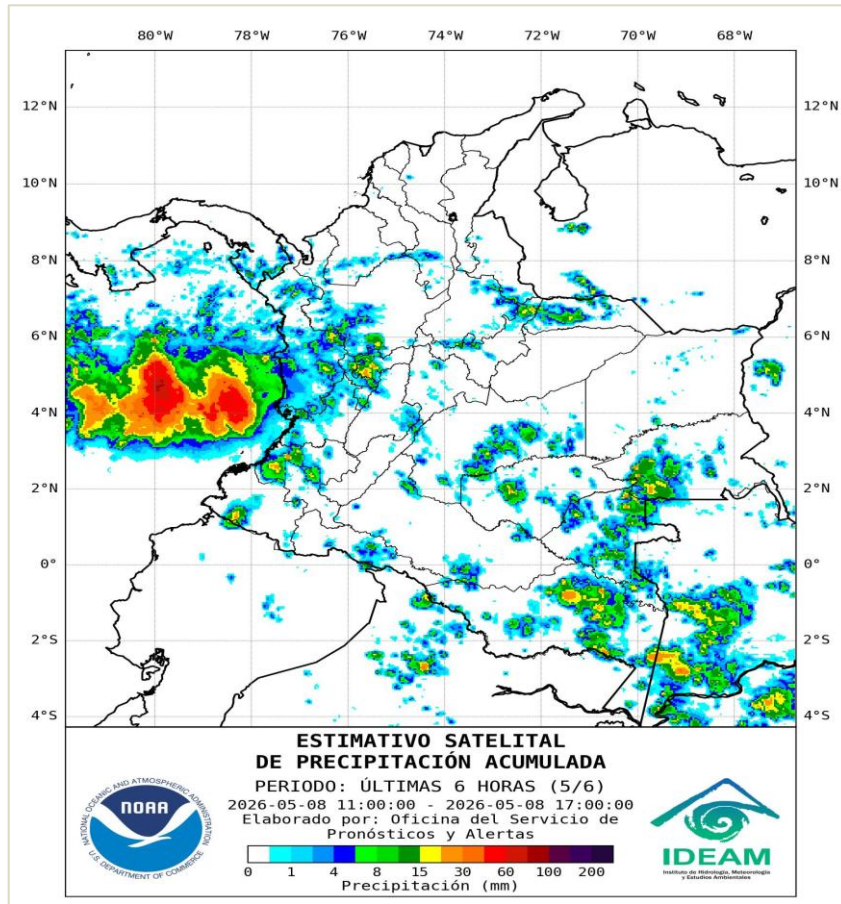 80°W 78°W 76°W 74°W 72°W 70°W 68°W
12°N 12°N
10°N 10°N
8°N 8°N
6°N 6°N
4°N 4°N
2°N 2°N
0° 0°
2°S 2°S
4°S 4°S
ESTIMATIVO SATELITAL
DE PRECIPITACIÓN ACUMULADA
PERIODO: ÚLTIMAS 6 HORAS (5/6)
2026-05-08 11:00:00 - 2026-05-08 17:00:00
Elaborado por: Oficina del Servicio de
Pronósticos y Alertas
0 1 4 8 15 30 60 100 200
Precipitación (mm)
NATIONAL OCEANIC AND ATMOSPHERIC ADMINISTRATION
NOAA
U.S. DEPARTMENT OF COMMERCE
IDEAM
Instituto de Hidrología, Meteorología
y Estudios Ambientales